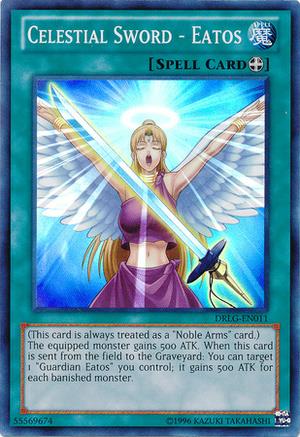 CELESTIAL SWORD - EATOS
[SPELL CARD]
DRLG-EN011
(This card is always treated as a "Noble Arms" card.)
The equipped monster gains 500 ATK. When this
card is sent from the field to the Graveyard: You can target
1 "Guardian Eatos" you control; it gains 500 ATK
for each banished monster.
55569674
©1996 KAZUKI TAKAHASHI